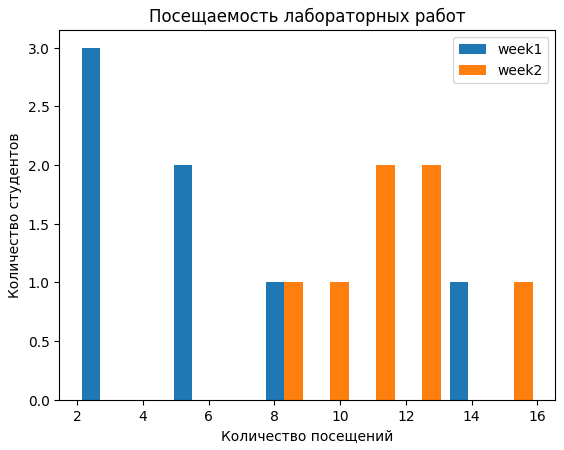 Посещаемость лабораторных работ
week1
week2
Количество студентов
3.0
2.5
2.0
1.5
1.0
0.5
0.0
2 4 6 8 10 12 14 16
Количество посещений